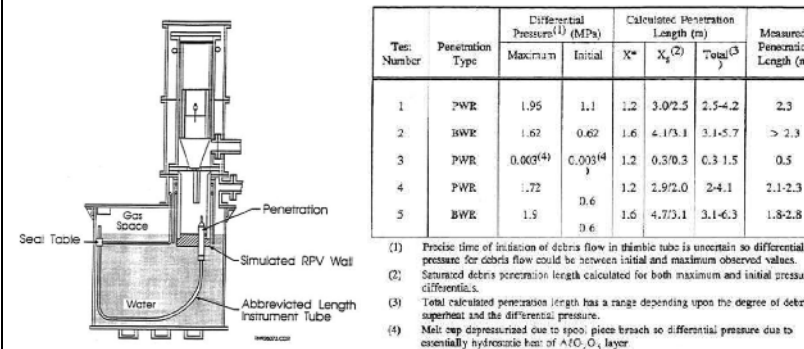 Gas
Space
Seal Table
Water
Penetration
Simulated RPV Wall
Abbreviated Length
Instrument Tube
Test
Number
Penetration
Type
Differential
Pressure(1) (MPa)
Maximum Initial
Calculated Penetration
Length (m)
X* Xs(2) Total(3
)
Measured
Penetration
Length (m
1 PWR 1.96 1.1 1.2 3.0/2.5 2.5-4.2 2.3
2 BWR 1.62 0.62 1.6 4.1/3.1 3.1-5.7 > 2.3
3 PWR 0.003(4) 0.003(4 1.2 0.3/0.3 0.3-1.5 0.5
)
4 PWR 1.72 1.2 2.9/2.0 2-4.1 2.1-2.3
0.6
5 BWR 1.9 1.6 4.7/3.1 3.1-6.3 1.8-2.8
0.6
(1) Precise time of initiation of debris flow in thimble tube is uncertain so differential
pressure for debris flow could be between initial and maximum observed values.
(2) Saturated debris penetration length calculated for both maximum and initial pressu
differentials.
(3) Total calculated penetration length has a range depending upon the degree of debr
superheat and the differential pressure.
(4) Melt cup depressurized due to spool piece breach so differential pressure due to
essentially hydrostatic head of Al2O3 layer